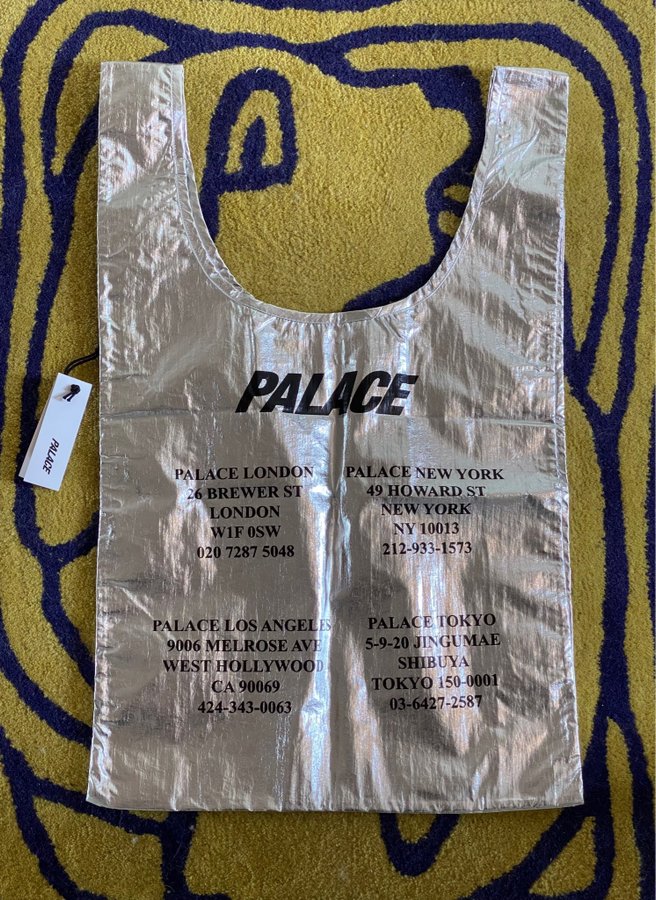 PALACE
PALACE LONDON
26 BREWER ST
LONDON
W1F 0SW
020 7287 5048
PALACE NEW YORK
49 HOWARD ST
NEW YORK
NY 10013
212-933-1573
PALACE LOS ANGELES
9006 MELROSE AVE
WEST HOLLYWOOD
CA 90069
424-343-0063
PALACE TOKYO
5-9-20 JINGUMAE
SHIBUYA
TOKYO 150-0001
03-6427-2587
PALACE